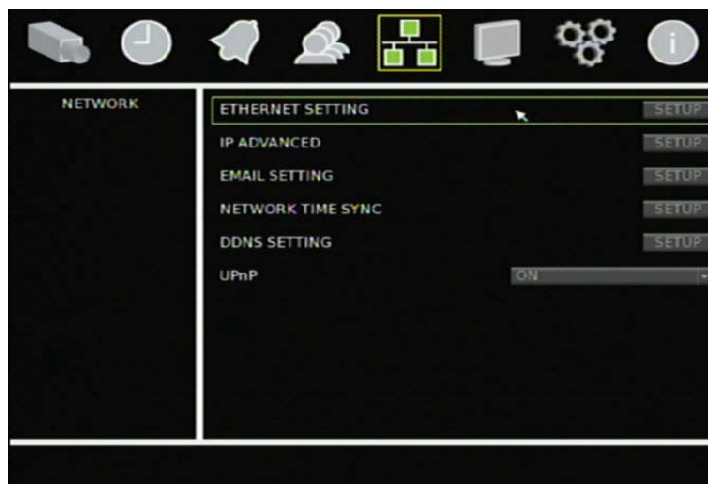 NETWORK
ETHERNET SETTING SETUP
IP ADVANCED SETUP
EMAIL SETTING SETUP
NETWORK TIME SYNC SETUP
DDNS SETTING SETUP
UPnP ON